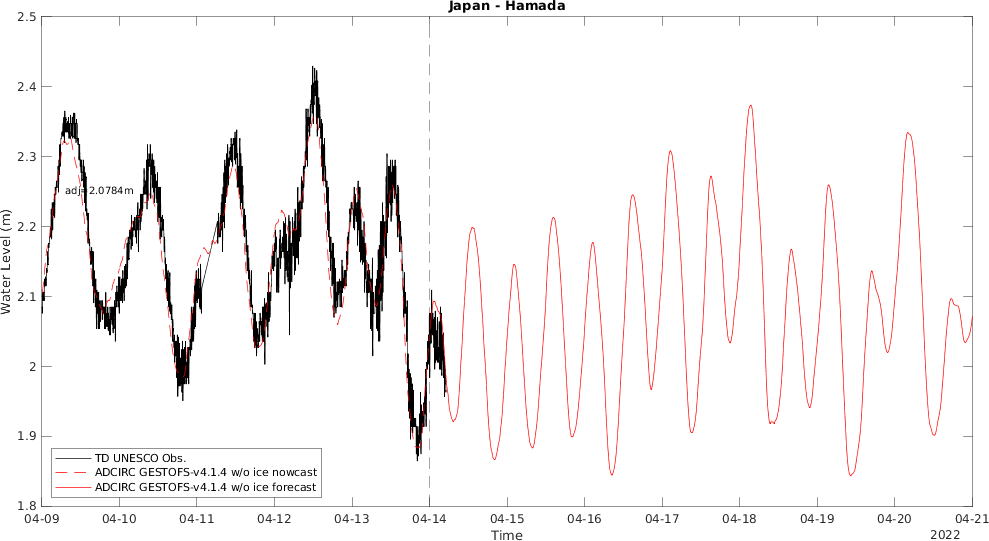 Japan - Hamada
2.5
2.4
2.3
2.2
2.1
2
1.9
1.8
Water Level (m)
adj=2.0784m
TD UNESCO Obs.
ADCIRC GESTOFS-v4.1.4 w/o ice nowcast
ADCIRC GESTOFS-v4.1.4 w/o ice forecast
04-09 04-10 04-11 04-12 04-13 04-14 04-15 04-16 04-17 04-18 04-19 04-20 04-21
Time
2022